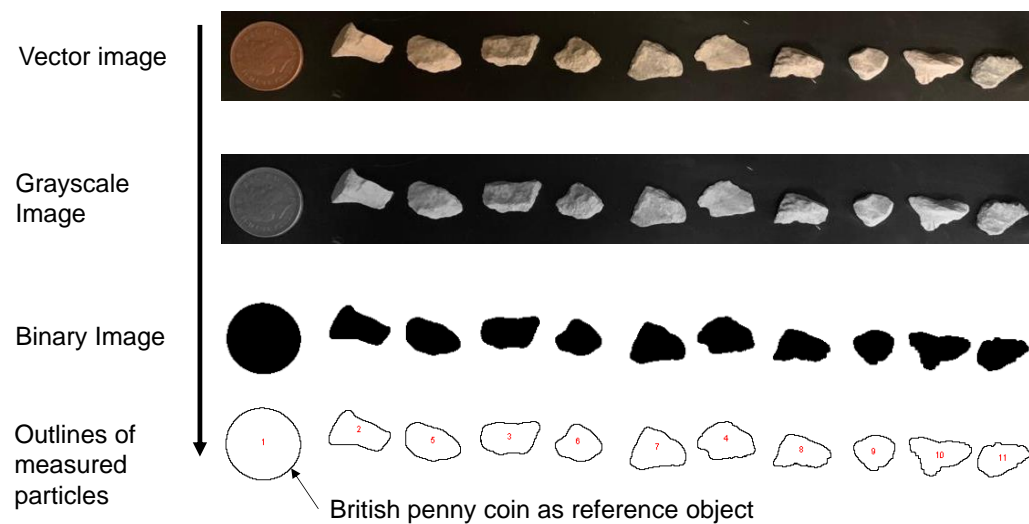 Vector image
Grayscale
Image
Binary Image
Outlines of
measured
particles
1
2
5
3
6
7
4
8
9
10
11
British penny coin as reference object